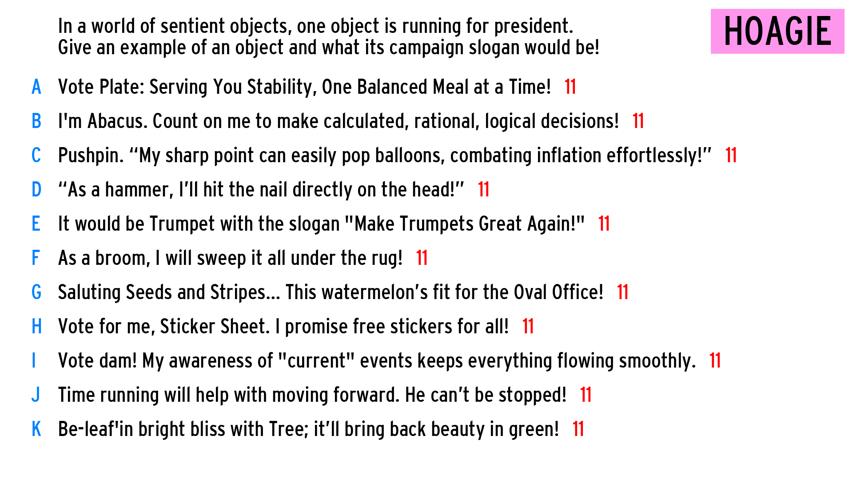 In a world of sentient objects, one object is running for president.
Give an example of an object and what its campaign slogan would be!
HOAGIE
A Vote Plate: Serving You Stability, One Balanced Meal at a Time! 11
B I'm Abacus. Count on me to make calculated, rational, logical decisions! 11
C Pushpin. “My sharp point can easily pop balloons, combating inflation effortlessly!” 11
D “As a hammer, I’ll hit the nail directly on the head!” 11
E It would be Trumpet with the slogan "Make Trumpets Great Again!" 11
F As a broom, I will sweep it all under the rug! 11
G Saluting Seeds and Stripes... This watermelon’s fit for the Oval Office! 11
H Vote for me, Sticker Sheet. I promise free stickers for all! 11
I Vote dam! My awareness of "current" events keeps everything flowing smoothly. 11
J Time running will help with moving forward. He can’t be stopped! 11
K Be-leaf'in bright bliss with Tree; it’ll bring back beauty in green! 11